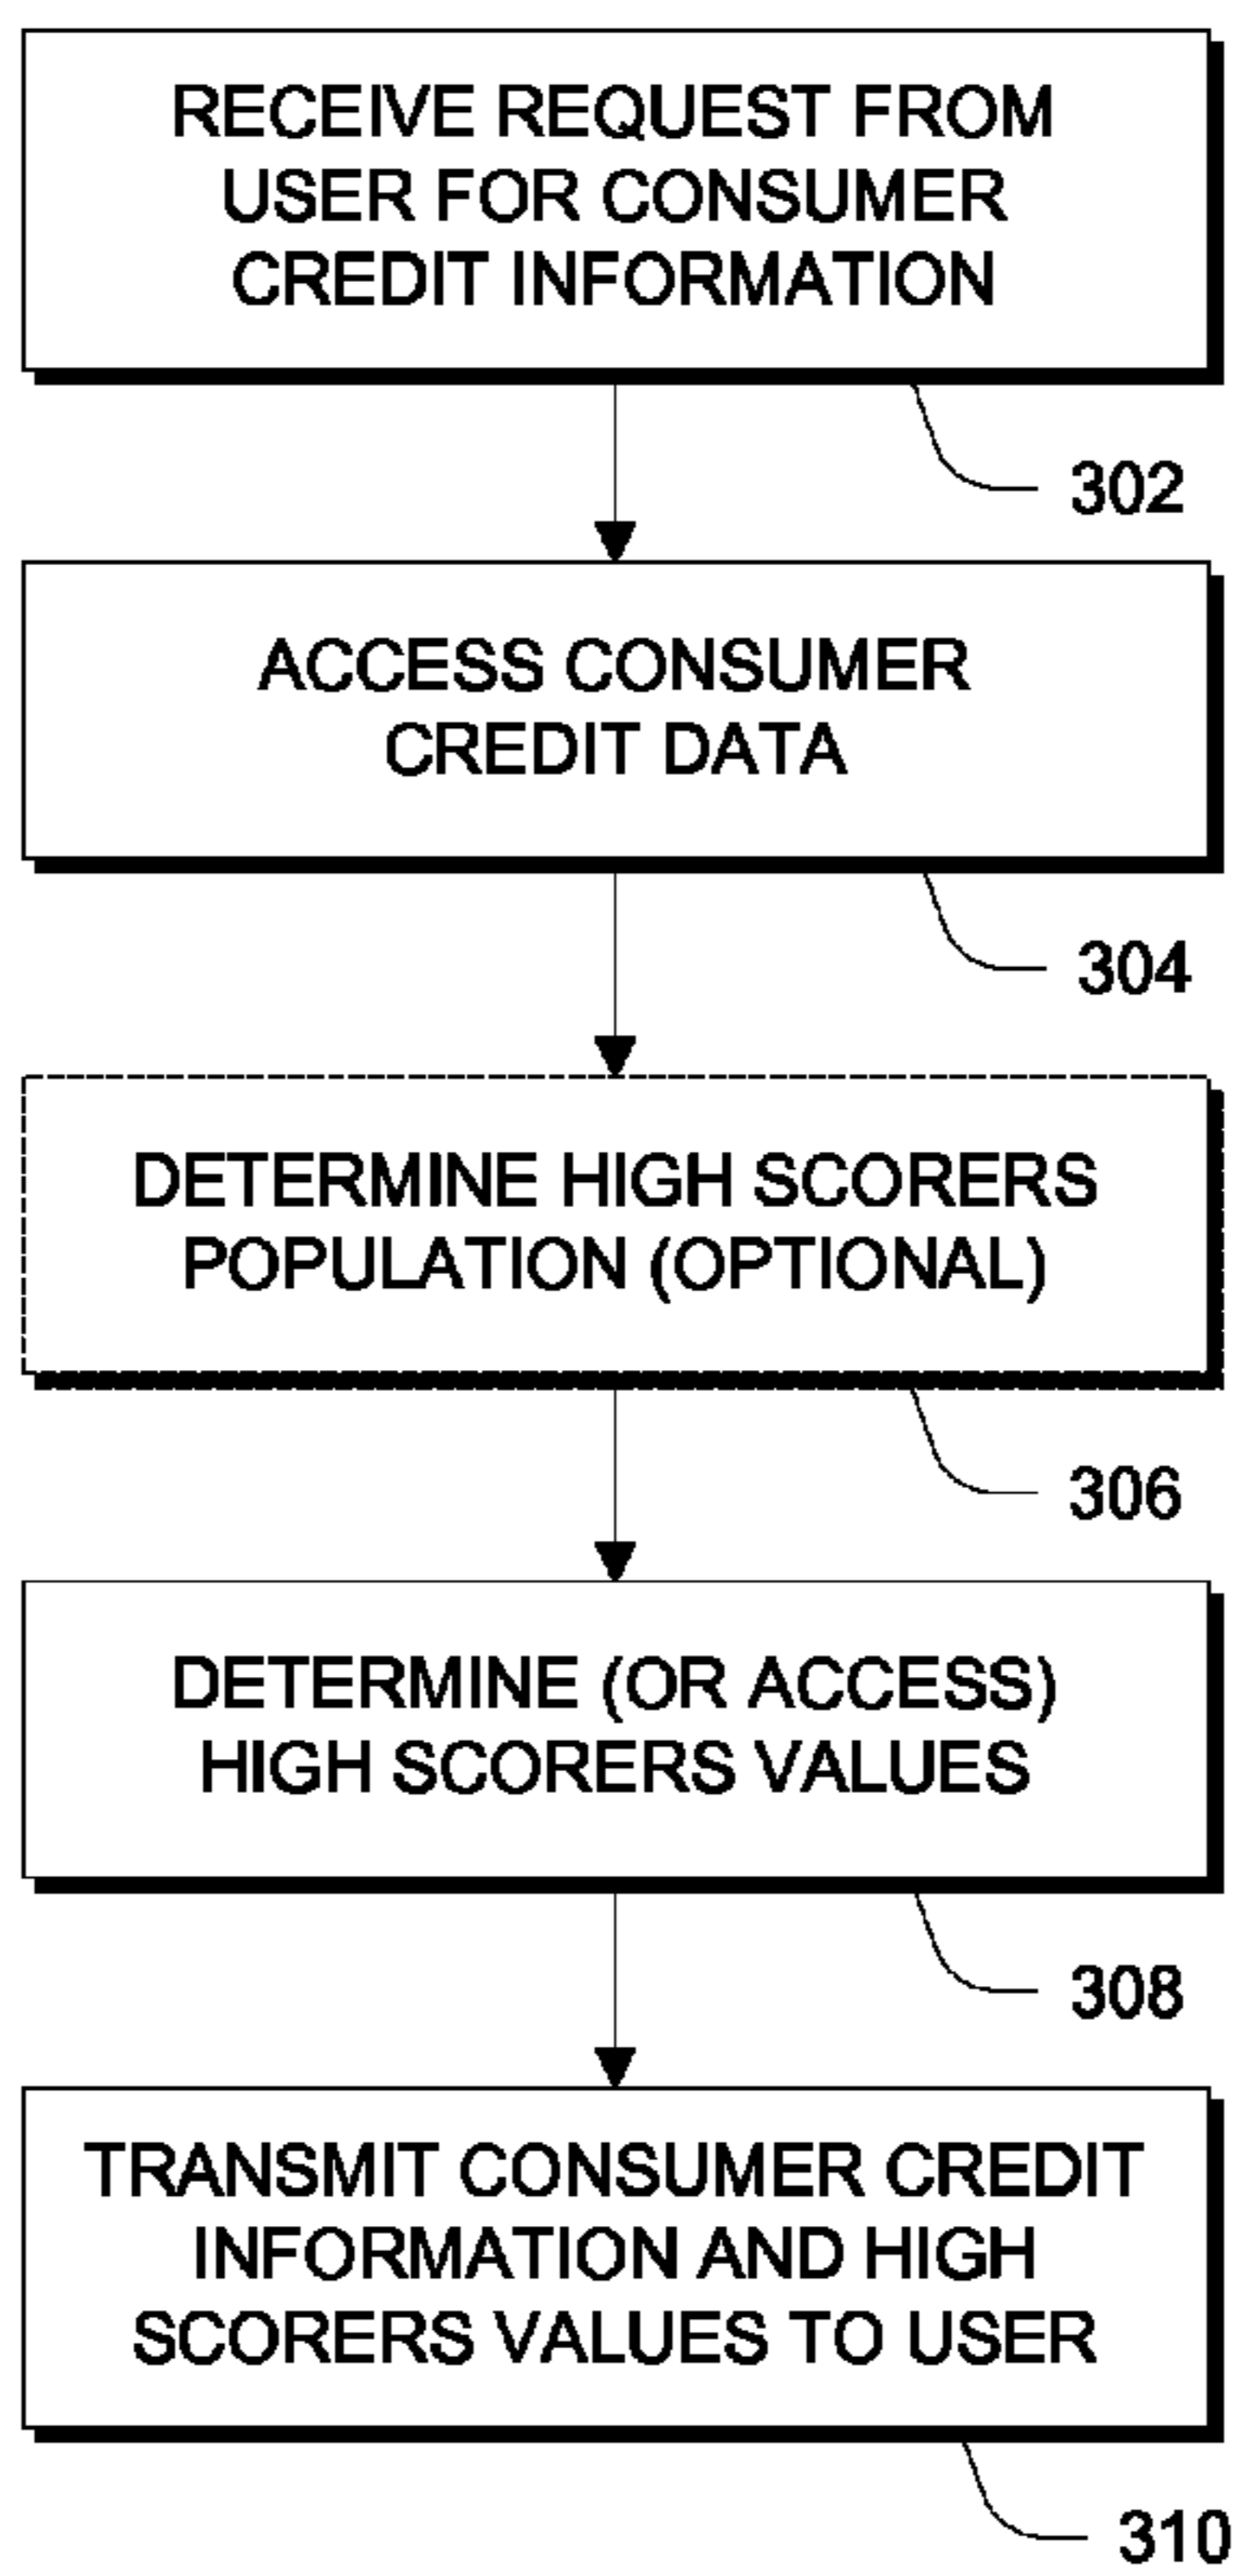 RECEIVE REQUEST FROM
USER FOR CONSUMER
CREDIT INFORMATION
302
ACCESS CONSUMER
CREDIT DATA
304
DETERMINE HIGH SCORERS
POPULATION (OPTIONAL)
306
DETERMINE (OR ACCESS)
HIGH SCORERS VALUES
308
TRANSMIT CONSUMER CREDIT
INFORMATION AND HIGH
SCORERS VALUES TO USER
310